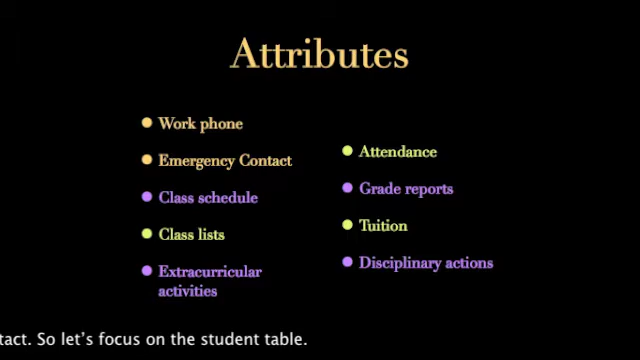 Attributes
Work phone
Emergency Contact
Class schedule
Class lists
Extracurricular
activities
Attendance
Grade reports
Tuition
Disciplinary actions
tact. So let's focus on the student table.